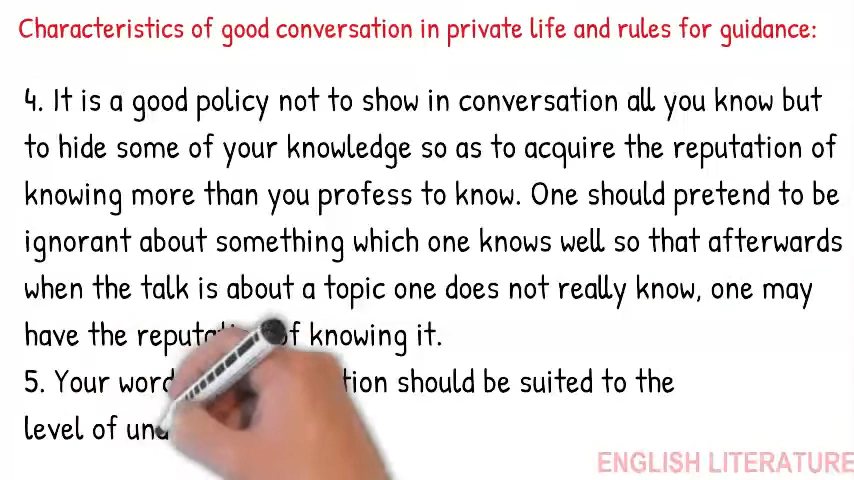 Characteristics of good conversation in private life and rules for guidance:
4. It is a good policy not to show in conversation all you know but
to hide some of your knowledge so as to acquire the reputation of
knowing more than you profess to know. One should pretend to be
ignorant about something which one knows well so that afterwards
when the talk is about a topic one does not really know, one may
have the reputation of knowing it.
5. Your should be suited to the
level of
ENGLISH LITERATURE